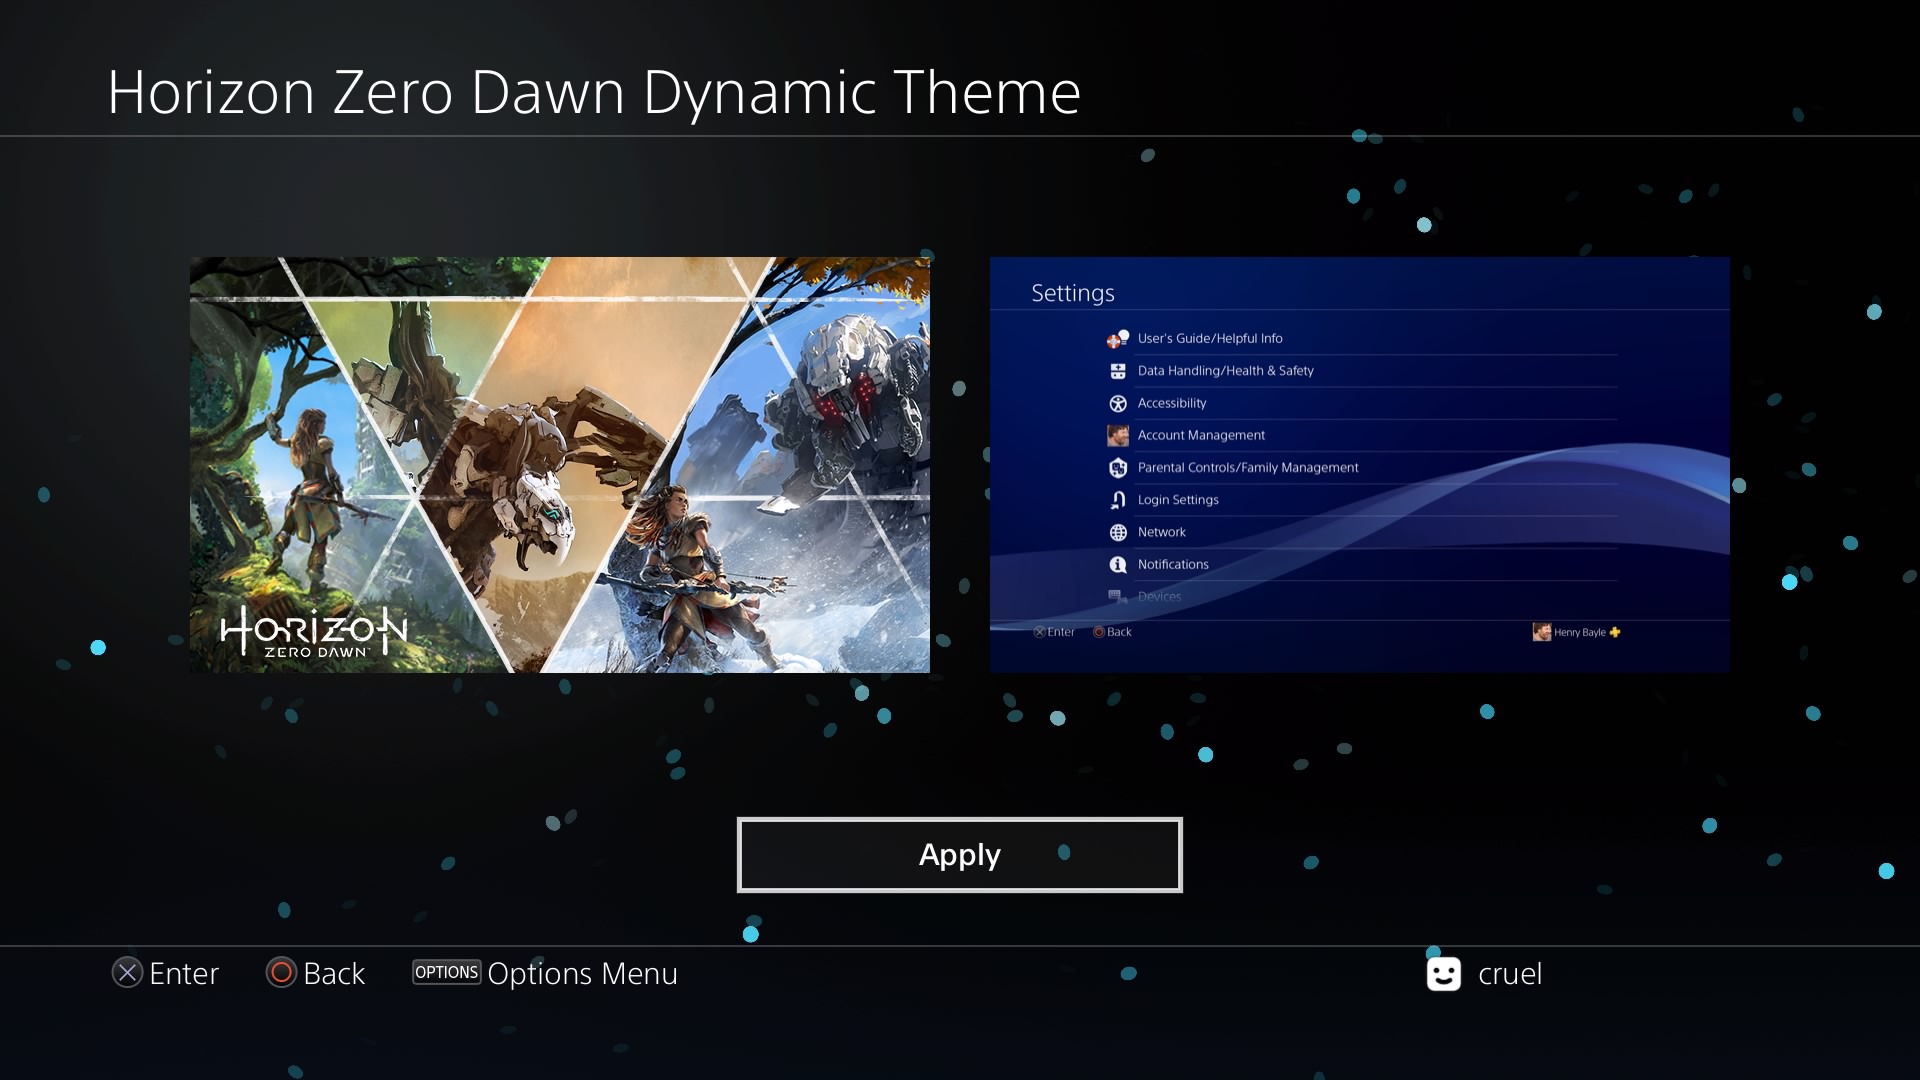 Horizon Zero Dawn Dynamic Theme
HORIZON
ZERO DAWN™
Settings
User's Guide/Helpful Info
Data Handling/Health & Safety
Accessibility
Account Management
Parental Controls/Family Management
Login Settings
Network
Notifications
Devices
Enter Back Henry Bayle
Apply
Enter Back OPTIONS Options Menu cruel